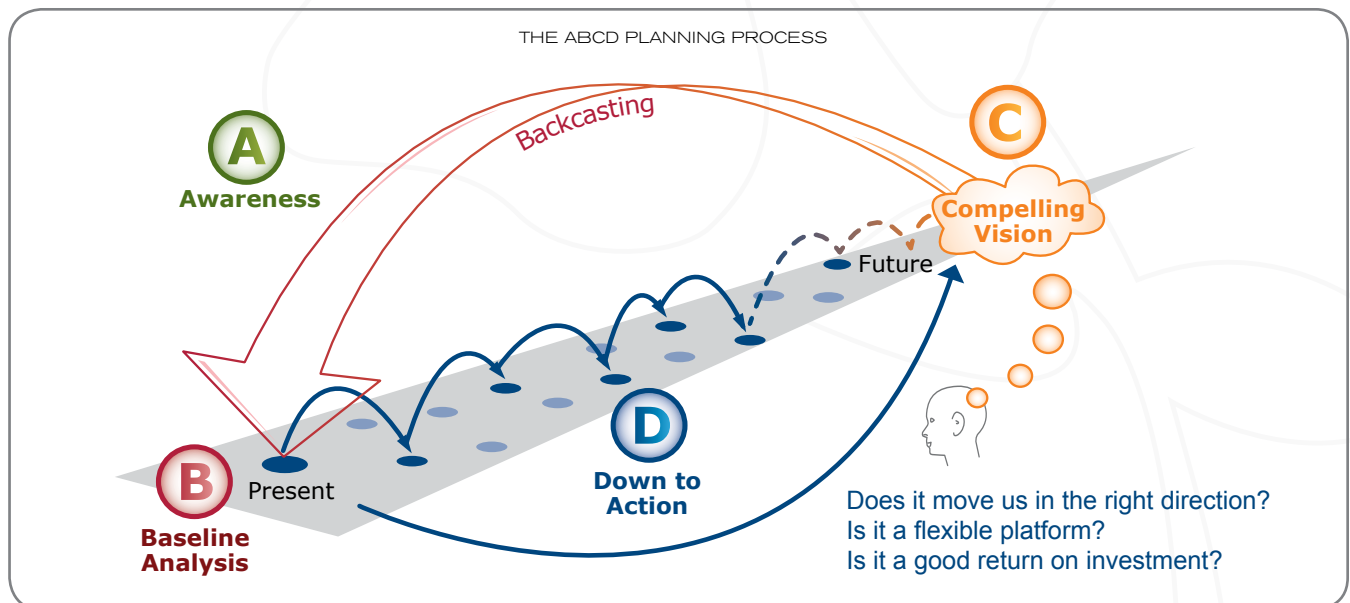 THE ABCD PLANNING PROCESS
Backcasting
A
Awareness
C
Compelling
Vision
Future
B
Present
Baseline
Analysis
D
Down to
Action
Does it move us in the right direction?
Is it a flexible platform?
Is it a good return on investment?